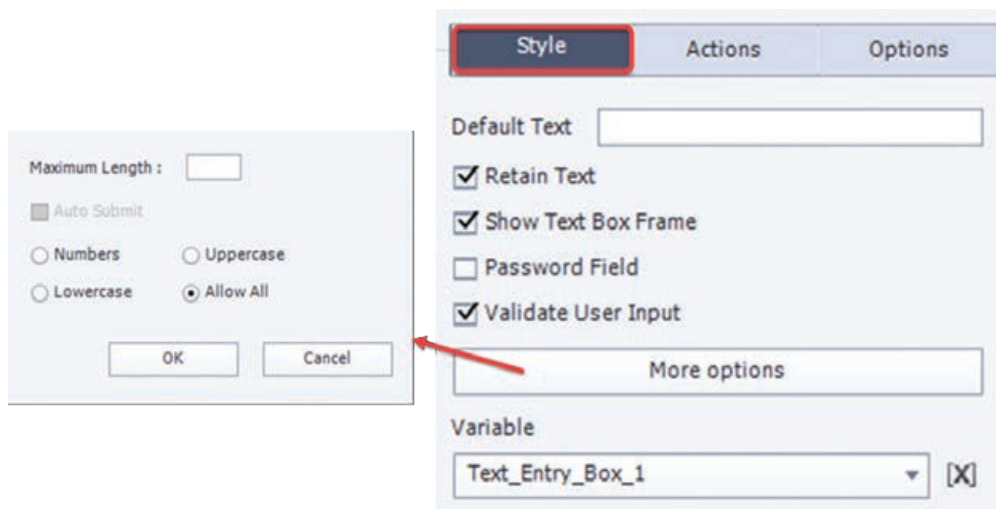 Style Actions Options
Default Text
Retain Text
Show Text Box Frame
Password Field
Validate User Input
More options
Variable
Text_Entry_Box_1 [X]
Maximum Length :
Auto Submit
Numbers Uppercase
Lowercase Allow All
OK Cancel